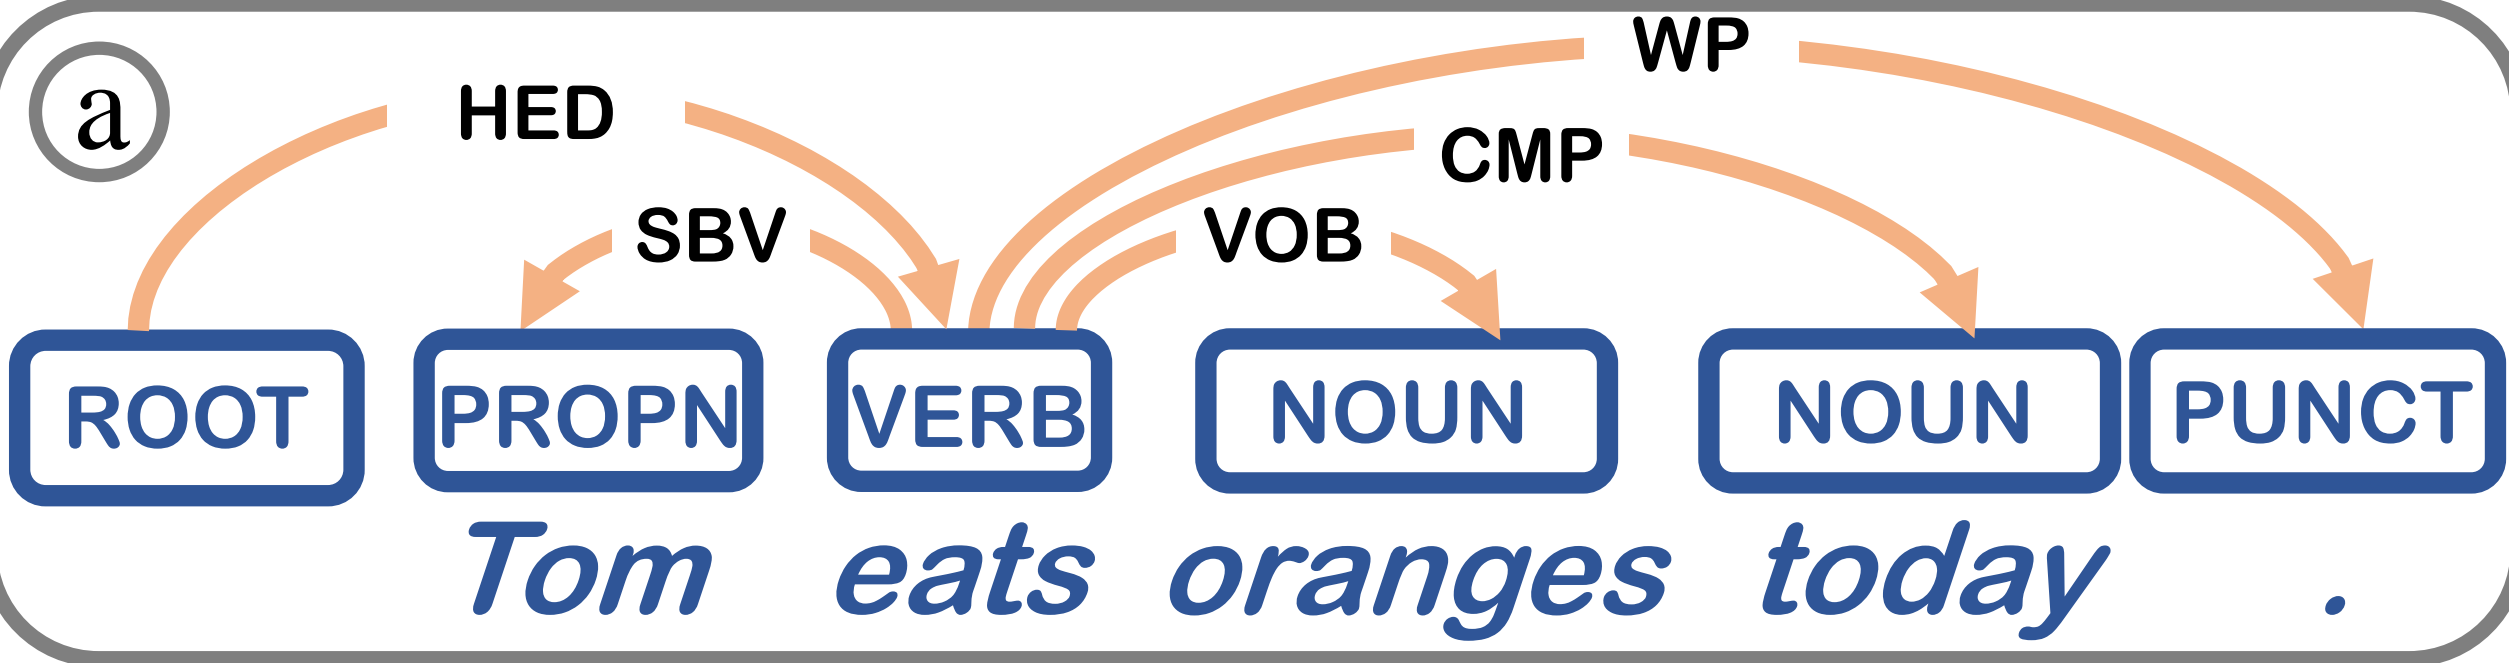 a
WP
HED
CMP
SBV VOB
ROOT PROPN VERB NOUN NOUN PUNCT
Tom eats oranges today .